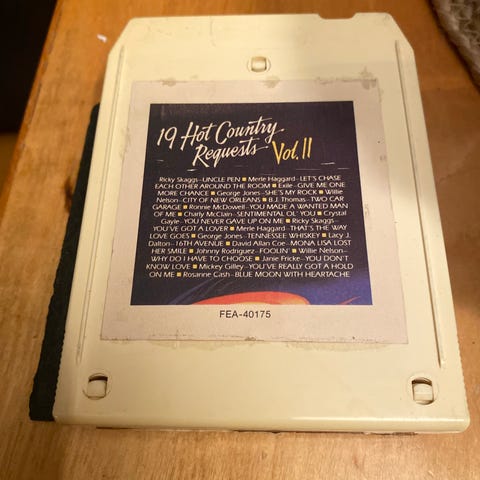 19 Hot Country
Requests Vol. II
Ricky Skaggs–UNCLE PEN ■ Merle Haggard–LET'S CHASE
EACH OTHER AROUND THE ROOM ■ Exile–GIVE ME ONE
MORE CHANCE ■ George Jones–SHE'S MY ROCK ■ Willie
Nelson–CITY OF NEW ORLEANS ■ B.J. Thomas–TWO CAR
GARAGE ■ Ronnie McDowell–YOU MADE A WANTED MAN
OF ME ■ Charly McClain–SENTIMENTAL OL' YOU ■ Crystal
Gayle–YOU NEVER GAVE UP ON ME ■ Ricky Skaggs–
YOU'VE GOT A LOVER ■ Merle Haggard–THAT'S THE WAY
LOVE GOES ■ George Jones–TENNESSEE WHISKEY ■ Lacy J.
Dalton–16TH AVENUE ■ David Allan Coe–MONA LISA LOST
HER SMILE ■ Johnny Rodriguez–FOOLIN' ■ Willie Nelson–
WHY DO I HAVE TO CHOOSE ■ Janie Fricke–YOU DON'T
KNOW LOVE ■ Mickey Gilley–YOU'VE REALLY GOT A HOLD
ON ME ■ Rosanne Cash–BLUE MOON WITH HEARTACHE
FEA-40175